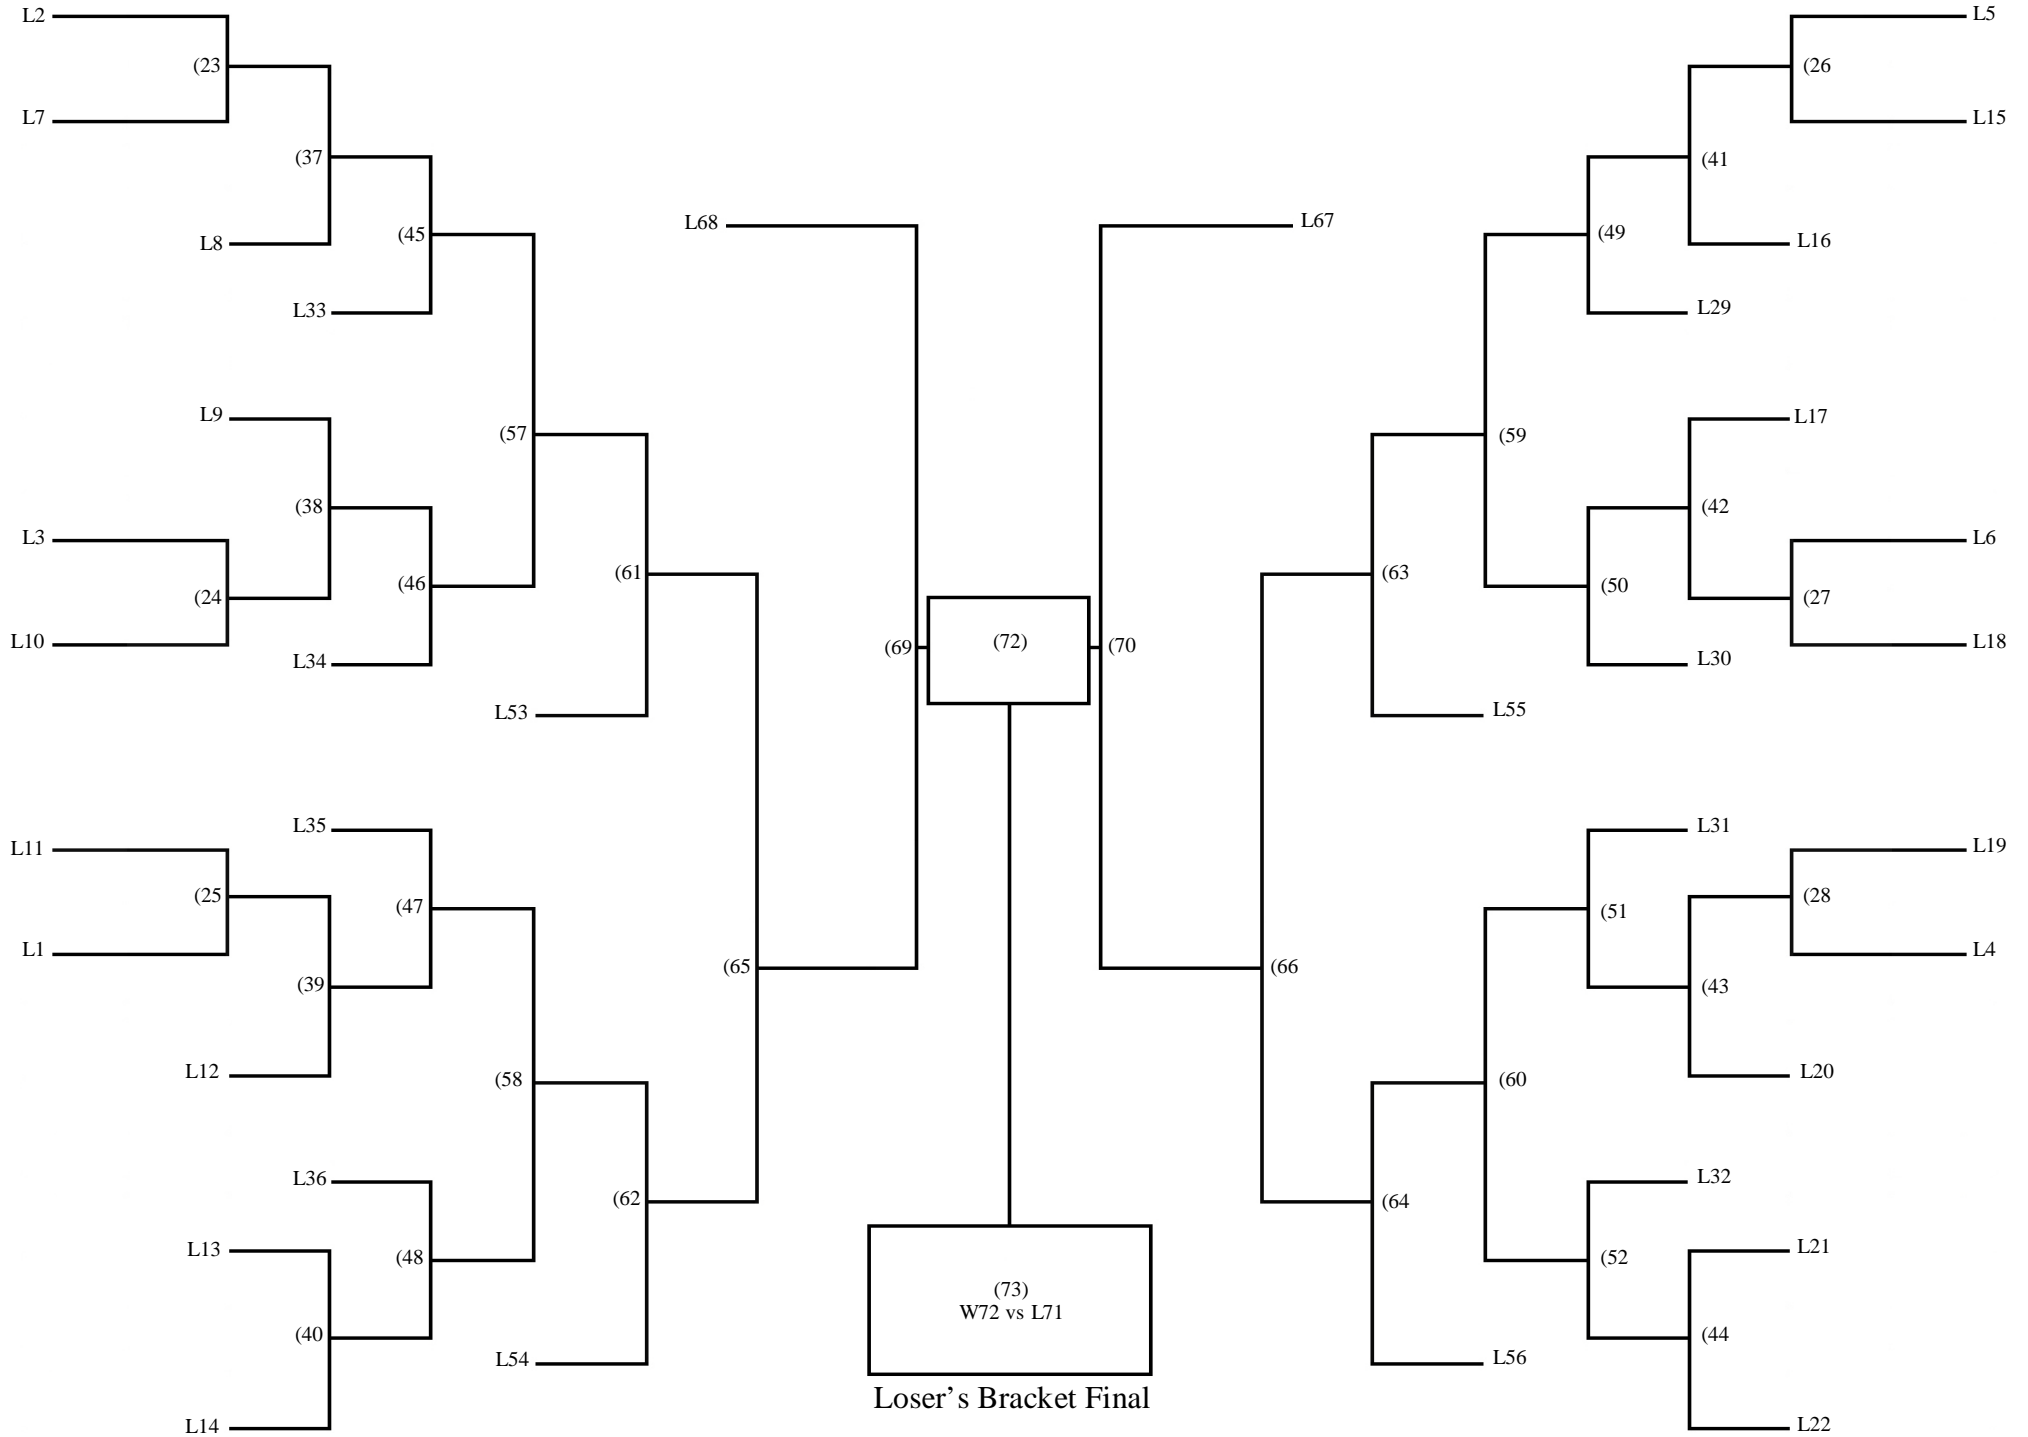 L2
L5
(23
(26
L7
L15
(37
(41
L68
L67
L8
(45
(49
L16
L33
L29
L9
L17
(57
(59
(38
(42
L3
L6
(24
(46
(61
(63
(50
(27
L10
(69
(72)
(70
L18
L34
L30
L53
L55
L35
L31
L11
L19
(25
(47
(51
(28
L1
L4
(65
(66
(39
(43
L12
L20
(58
(60
L36
L32
(62
(64
L13
L21
(48
(52
(73)
W72 vs L71
(40
(44
L54
L56
Loser’s Bracket Final
L14
L22